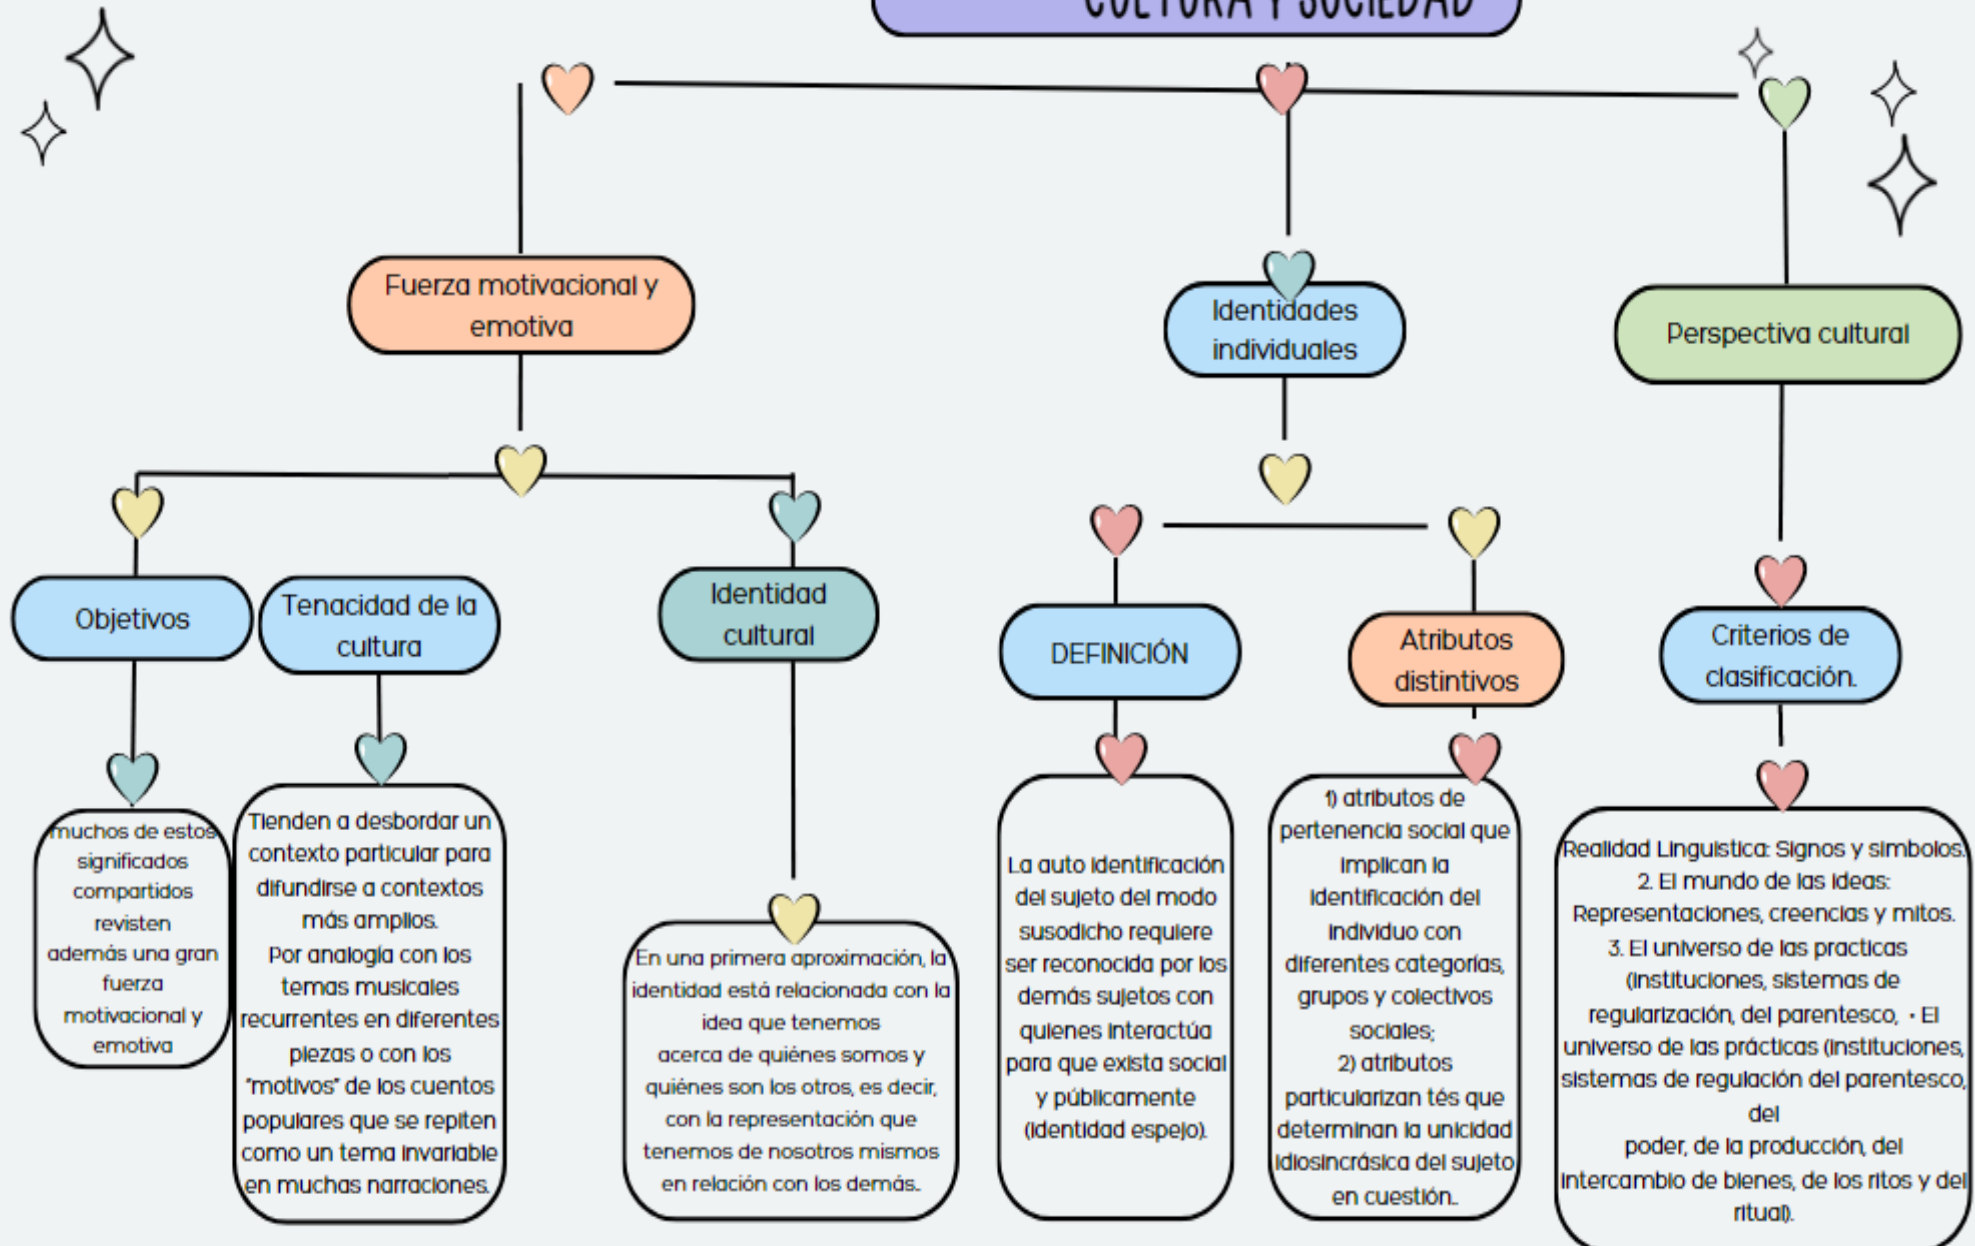 CULTURA Y SOCIEDAD
Fuerza motivacional y
emotiva
Identidades
individuales
Perspectiva cultural
Objetivos
Tenacidad de la
cultura
Identidad
cultural
DEFINICIÓN
Atributos
distintivos
Criterios de
clasificación.
muchos de estos
significados
compartidos
revisten
además una gran
fuerza
motivacional y
emotiva
Tienden a desbordar un
contexto particular para
difundirse a contextos
más amplios.
Por analogía con los
temas musicales
recurrentes en diferentes
piezas o con los
"motivos" de los cuentos
populares que se repiten
como un tema invariable
en muchas narraciones.
En una primera aproximación, la
identidad está relacionada con la
idea que tenemos
acerca de quiénes somos y
quiénes son los otros, es decir,
con la representación que
tenemos de nosotros mismos
en relación con los demás..
La auto identificación
del sujeto del modo
susodicho requiere
ser reconocida por los
demás sujetos con
quienes interactúa
para que exista social
y públicamente
(identidad espejo).
1) atributos de
pertenencia social que
implican la
identificación del
individuo con
diferentes categorías,
grupos y colectivos
sociales;
2) atributos
particularizan tés que
determinan la unicidad
idiosincrásica del sujeto
en cuestión..
Realidad Linguistica: Signos y simbolos.
2. El mundo de las ideas:
Representaciones, creencias y mitos.
3. El universo de las practicas
(instituciones, sistemas de
regularización, del parentesco, • El
universo de las prácticas (instituciones,
sistemas de regulación del parentesco,
del
poder, de la producción, del
intercambio de bienes, de los ritos y del
ritual).